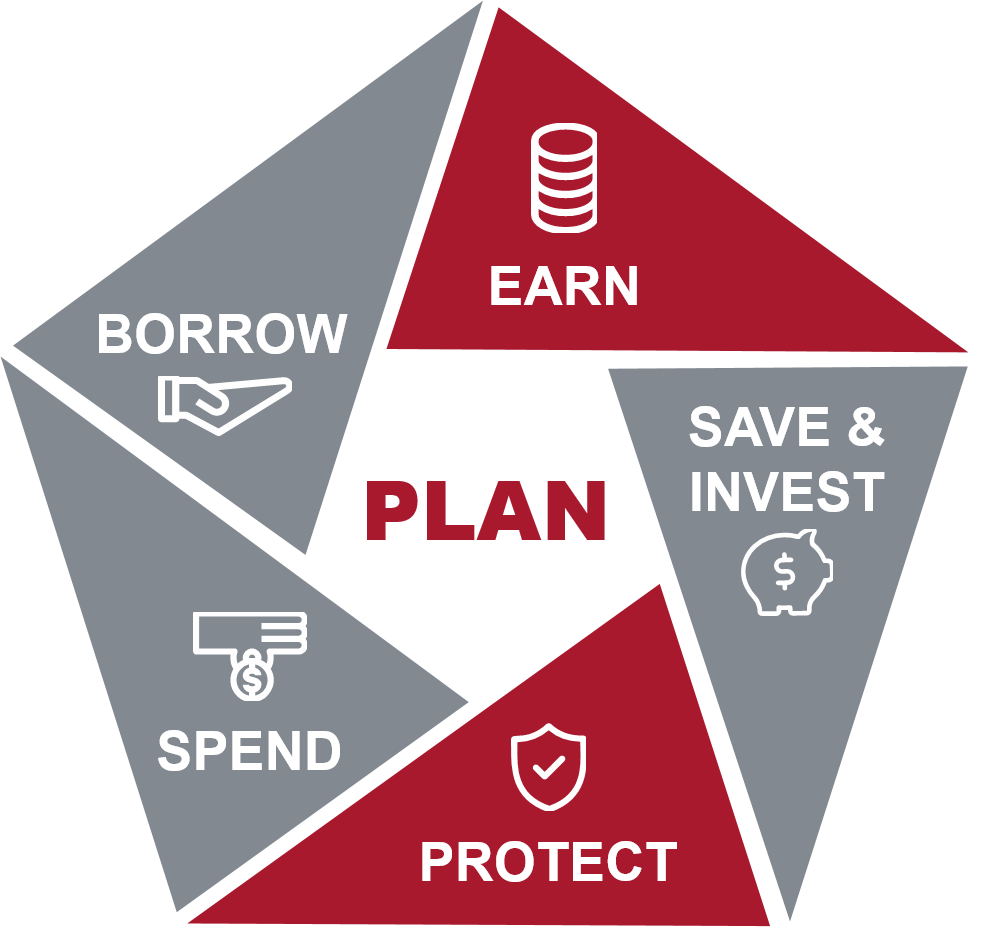 EARN
BORROW
SAVE &
INVEST
PLAN
$
$
SPEND
PROTECT